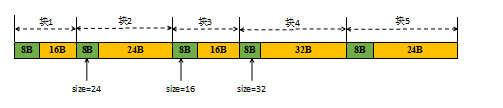 块1 块2 块3 块4 块5
8B 16B 8B 24B 8B 16B 8B 32B 8B 24B
size=24 size=16 size=32